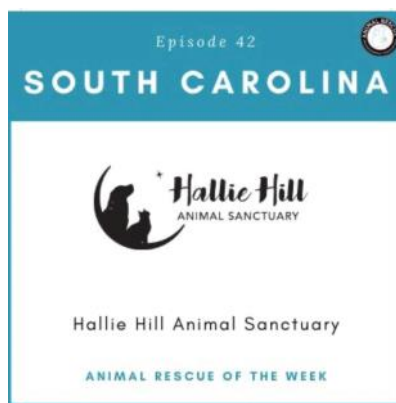 Episode 42
SOUTH CAROLINA
Hallie Hill
ANIMAL SANCTUARY
Hallie Hill Animal Sanctuary
ANIMAL RESCUE OF THE WEEK